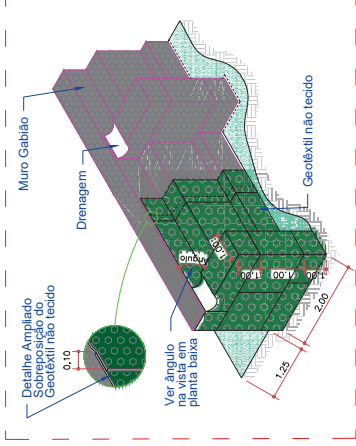 Muro Gabião
Drenagem
Detalhe Ampliado
Sobreposição do
Geotêxtil não tecido
0,10
Ver ângulo
na vista em
planta baixa
Ângulo
1.00
1.00
1.00
1.00
2.00
1.25
Geotêxtil não tecido